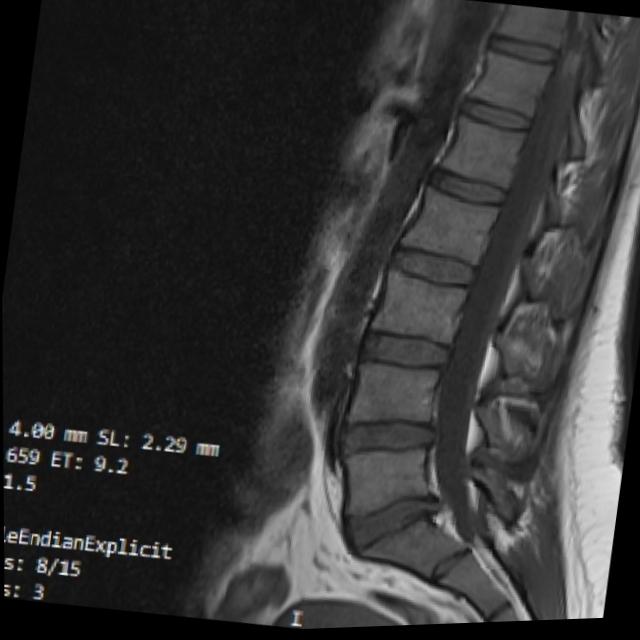 4.00 mm SL: 2.29 mm
659 ET: 9.2
1.5
eEndianExplicit
s: 8/15
s: 3
I